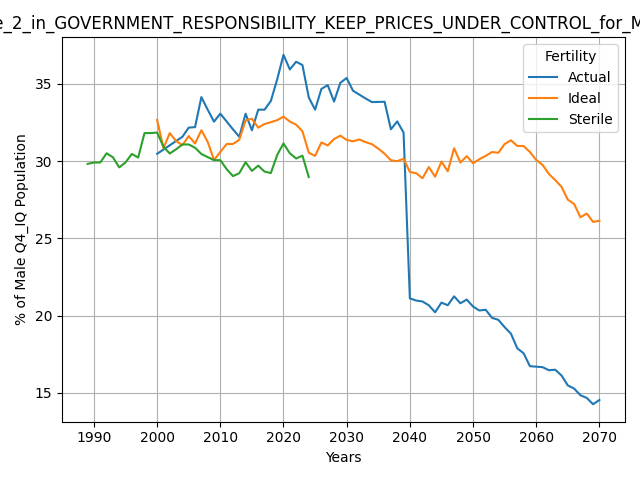 e_2_in_GOVERNMENT_RESPONSIBILITY_KEEP_PRICES_UNDER_CONTROL_for_M
Fertility
Actual
Ideal
Sterile
% of Male Q4_IQ Population
35
30
25
20
15
1990 2000 2010 2020 2030 2040 2050 2060 2070
Years